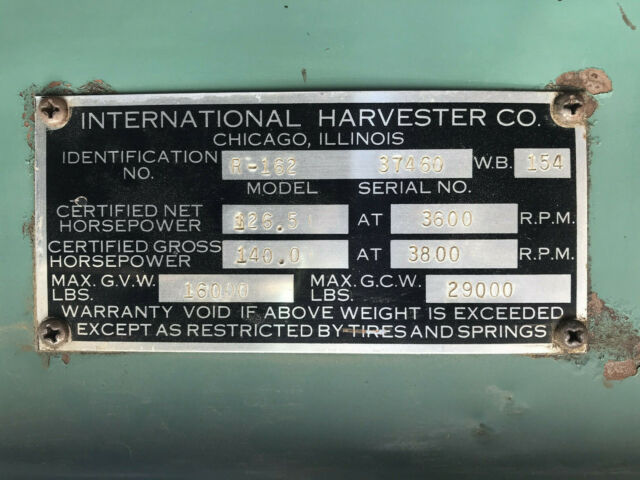 INTERNATIONAL HARVESTER CO.
CHICAGO, ILLINOIS
IDENTIFICATION NO. R-162 37460 W.B. 154
MODEL SERIAL NO.
CERTIFIED NET HORSEPOWER 126.5 AT 3600 R.P.M.
CERTIFIED GROSS HORSEPOWER 140.0 AT 3800 R.P.M.
MAX. G.V.W. LBS. 16000 MAX. G.C.W. LBS. 29000
WARRANTY VOID IF ABOVE WEIGHT IS EXCEEDED
EXCEPT AS RESTRICTED BY TIRES AND SPRINGS